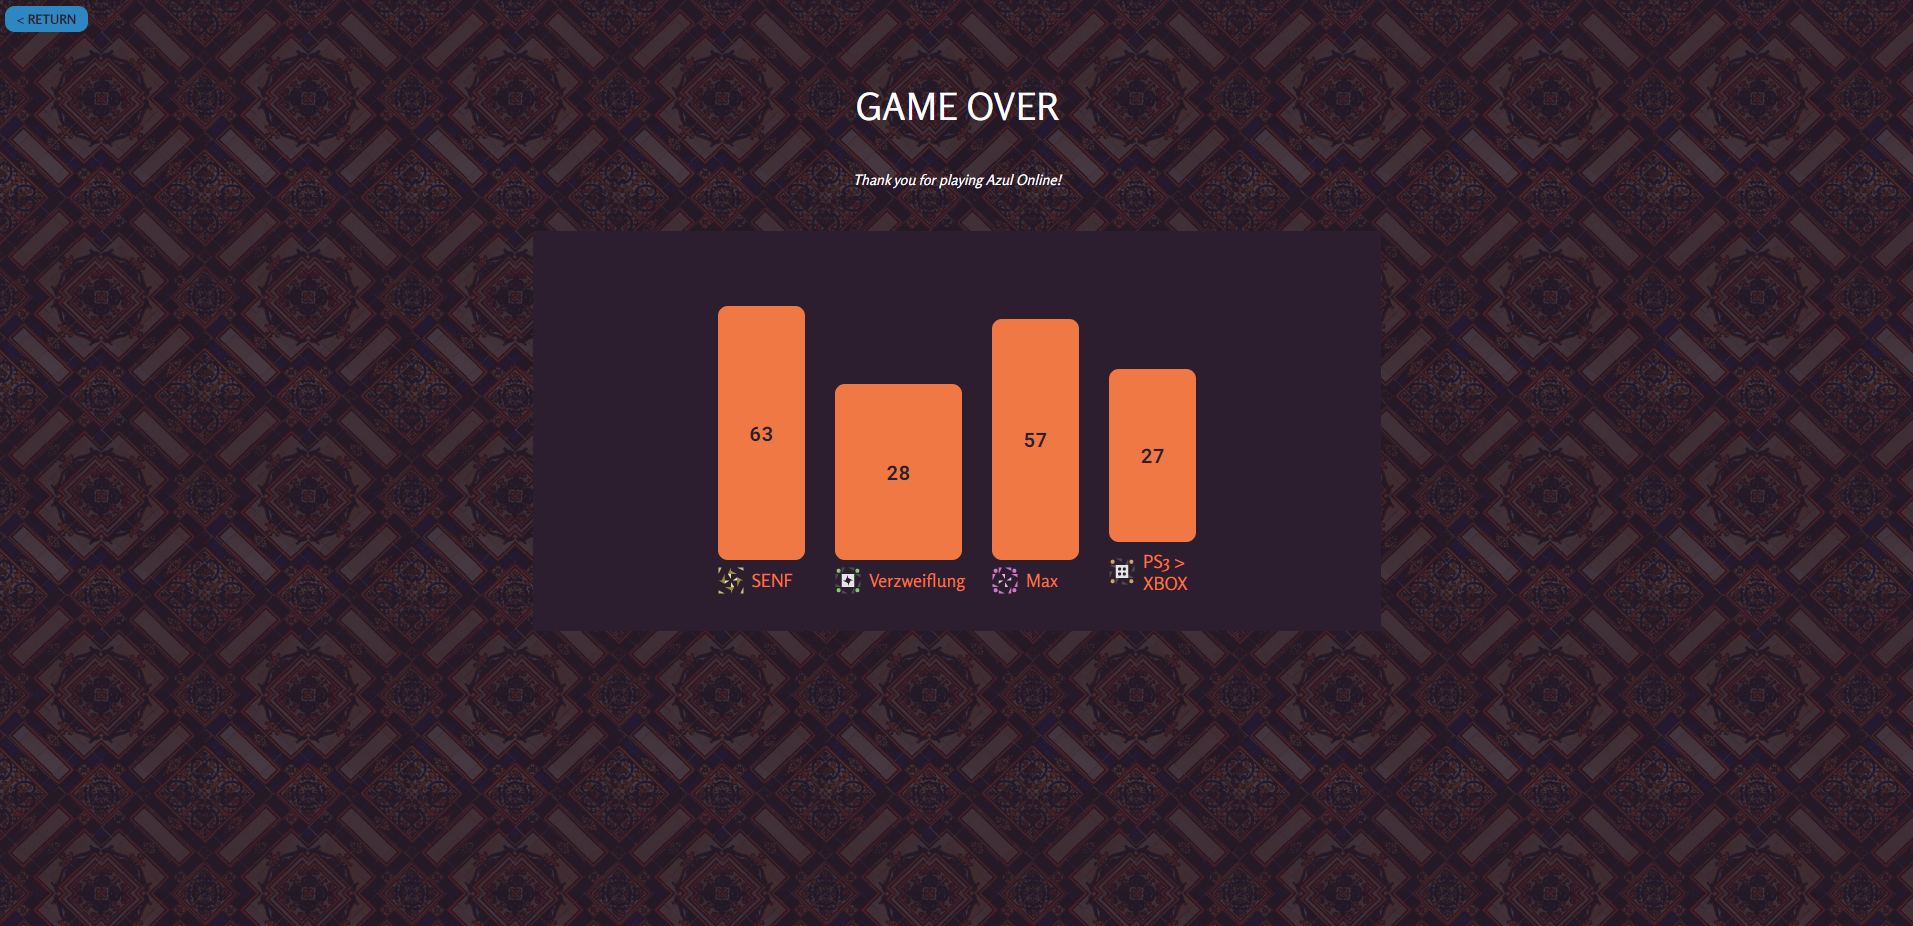 < RETURN
GAME OVER
Thank you for playing Azul Online!
63
28
57
27
SENF
Verzweiflung
Max
PS3 >
XBOX